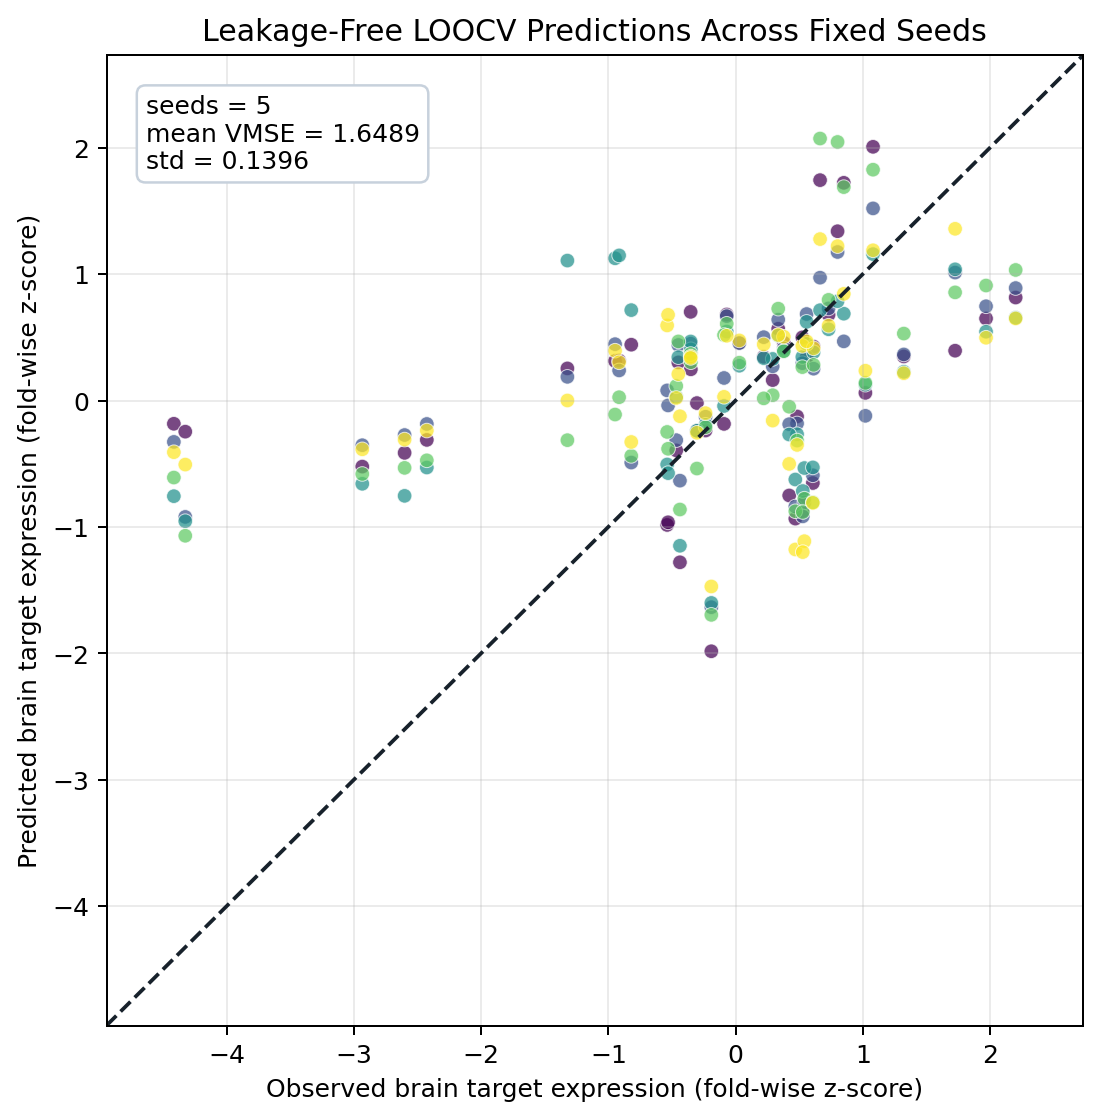 Leakage-Free LOOCV Predictions Across Fixed Seeds
seeds = 5
mean VMSE = 1.6489
std = 0.1396
Predicted brain target expression (fold-wise z-score)
2
1
0
−1
−2
−3
−4
−4
−3
−2
−1
0
1
2
Observed brain target expression (fold-wise z-score)